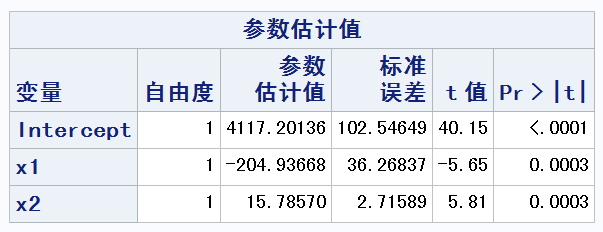 参数估计值
变量 自由度 参数估计值 标准误差 t 值 Pr > |t|
Intercept 1 4117.20136 102.54649 40.15 <.0001
x1 1 -204.93668 36.26837 -5.65 0.0003
x2 1 15.78570 2.71589 5.81 0.0003